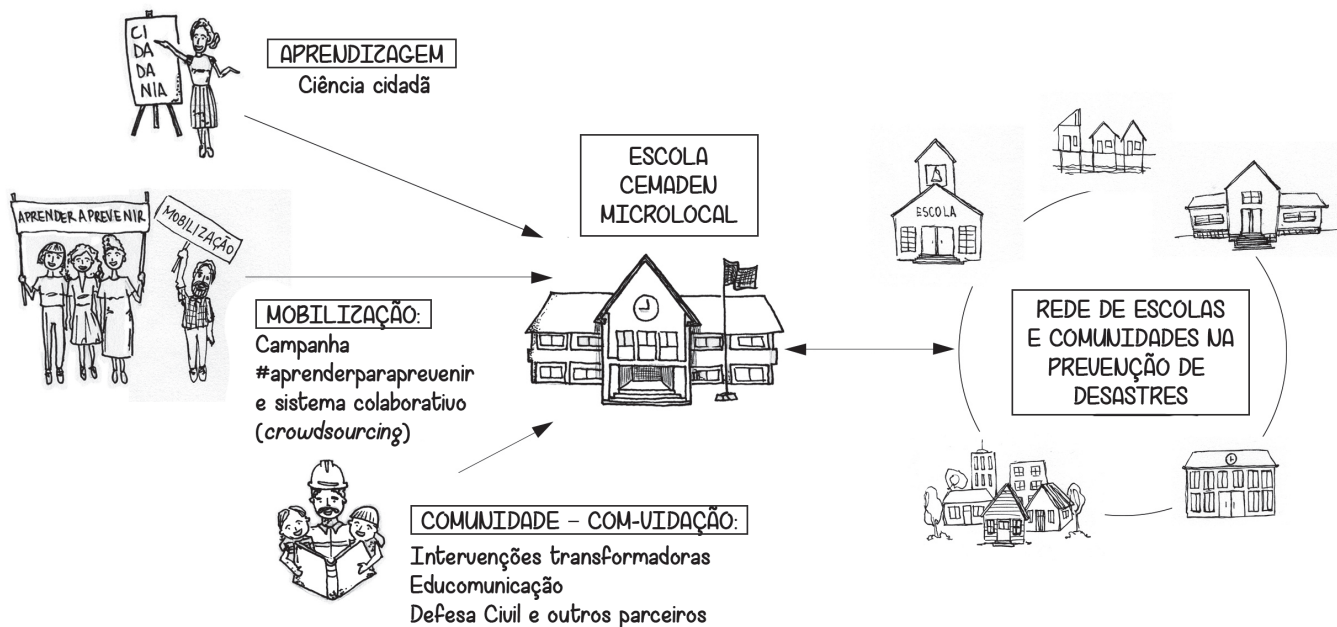 CI
DA
DA
NIA
APRENDIZAGEM
Ciência cidadã
APRENDER A PREVENIR
MOBILIZAÇÃO
MOBILIZAÇÃO:
Campanha
#aprenderparaprevenir
e sistema colaborativo
(crowdsourcing)
COMUNIDADE – COM-VIDAÇÃO:
Intervenções transformadoras
Educomunicação
Defesa Civil e outros parceiros
ESCOLA
CEMADEN
MICROLOCAL
ESCOLA
REDE DE ESCOLAS
E COMUNIDADES NA
PREVENÇÃO DE
DESASTRES